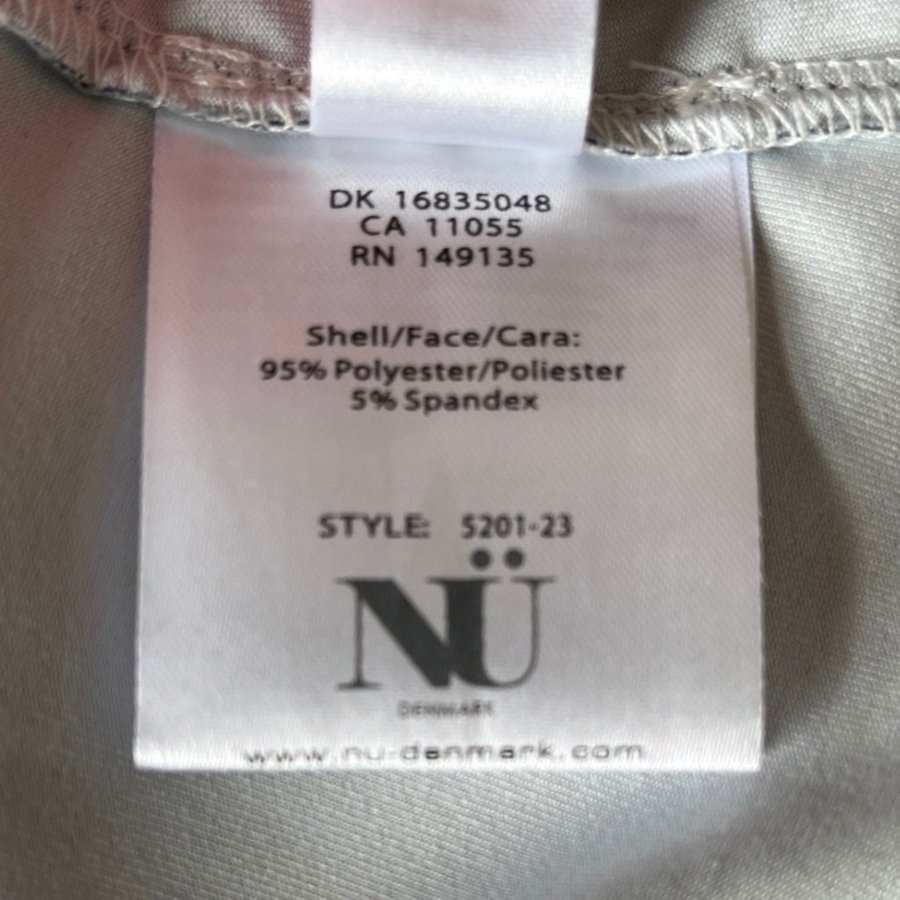 DK 16835048
CA 11055
RN 149135
Shell/Face/Cara:
95% Polyester/Poliester
5% Spandex
STYLE: 5201-23
NÜ
DENMARK
www.nu-denmark.com